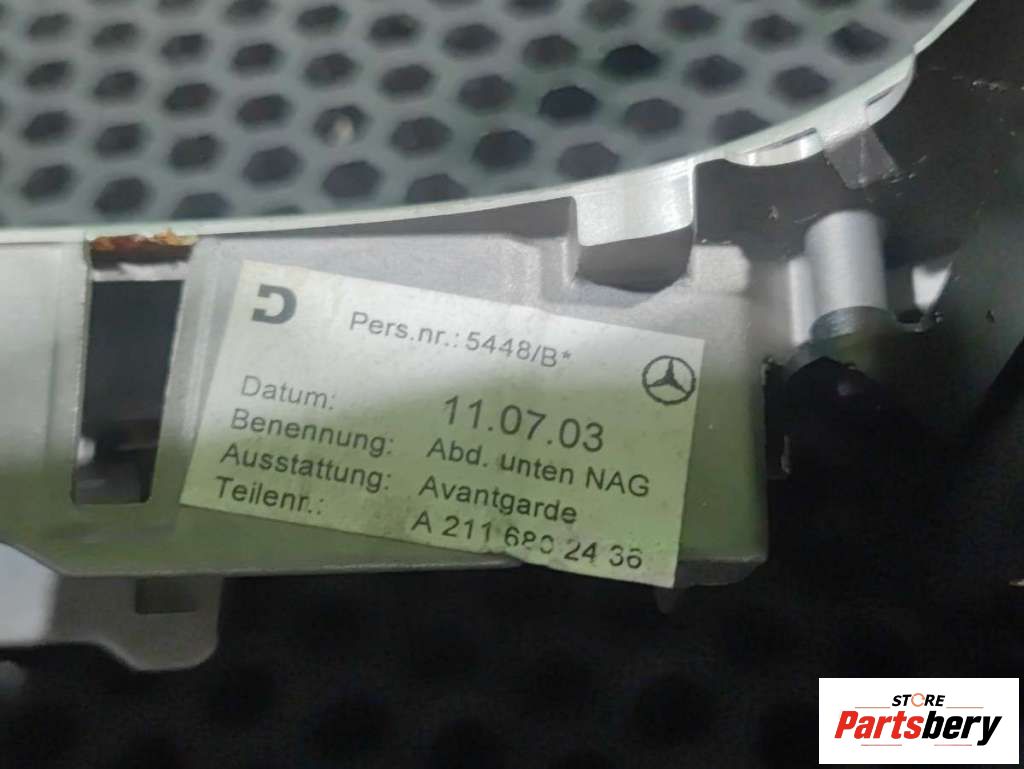 Pers.nr.: 5448/B*
Datum: 11.07.03
Benennung: Abd. unten NAG
Ausstattung: Avantgarde
Teilenr.: A 211 680 24 36
STORE
Partsbery